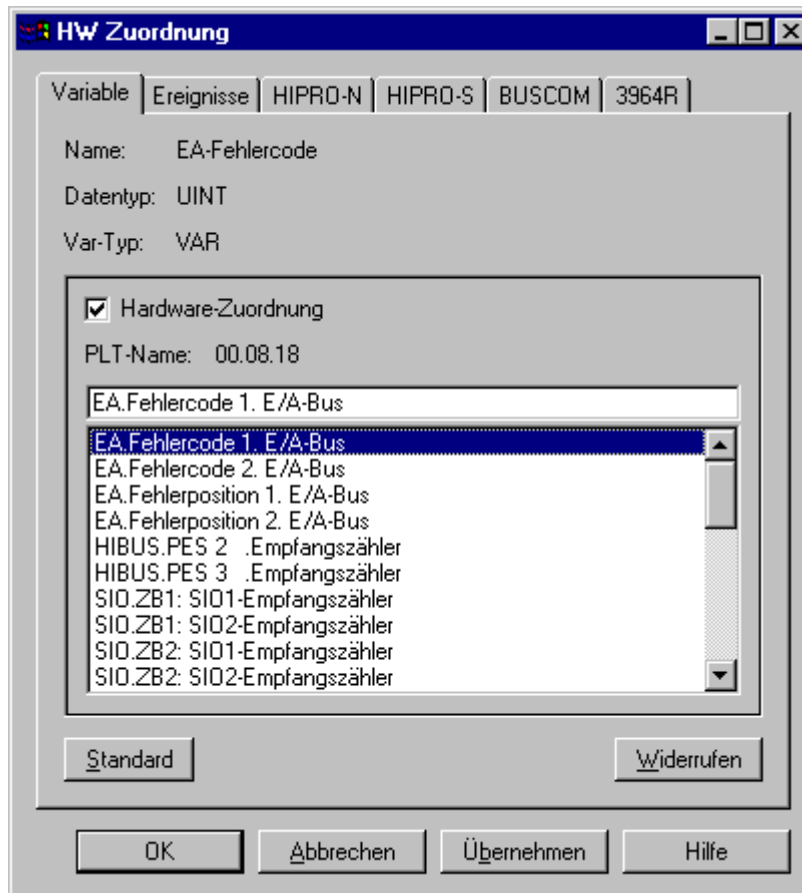 HW Zuordnung
Variable Ereignisse HIPRO-N HIPRO-S BUSCOM 3964R
Name: EA-Fehlercode
Datentyp: UINT
Var-Typ: VAR
Hardware-Zuordnung
PLT-Name: 00.08.18
EA.Fehlercode 1. E/A-Bus
EA.Fehlercode 1. E/A-Bus
EA.Fehlercode 2. E/A-Bus
EA.Fehlerposition 1. E/A-Bus
EA.Fehlerposition 2. E/A-Bus
HIBUS.PES 2 .Empfangszähler
HIBUS.PES 3 .Empfangszähler
SIO.ZB1: SIO1-Empfangszähler
SIO.ZB1: SIO2-Empfangszähler
SIO.ZB2: SIO1-Empfangszähler
SIO.ZB2: SIO2-Empfangszähler
Standard Widerrufen
OK Abbrechen Übernehmen Hilfe